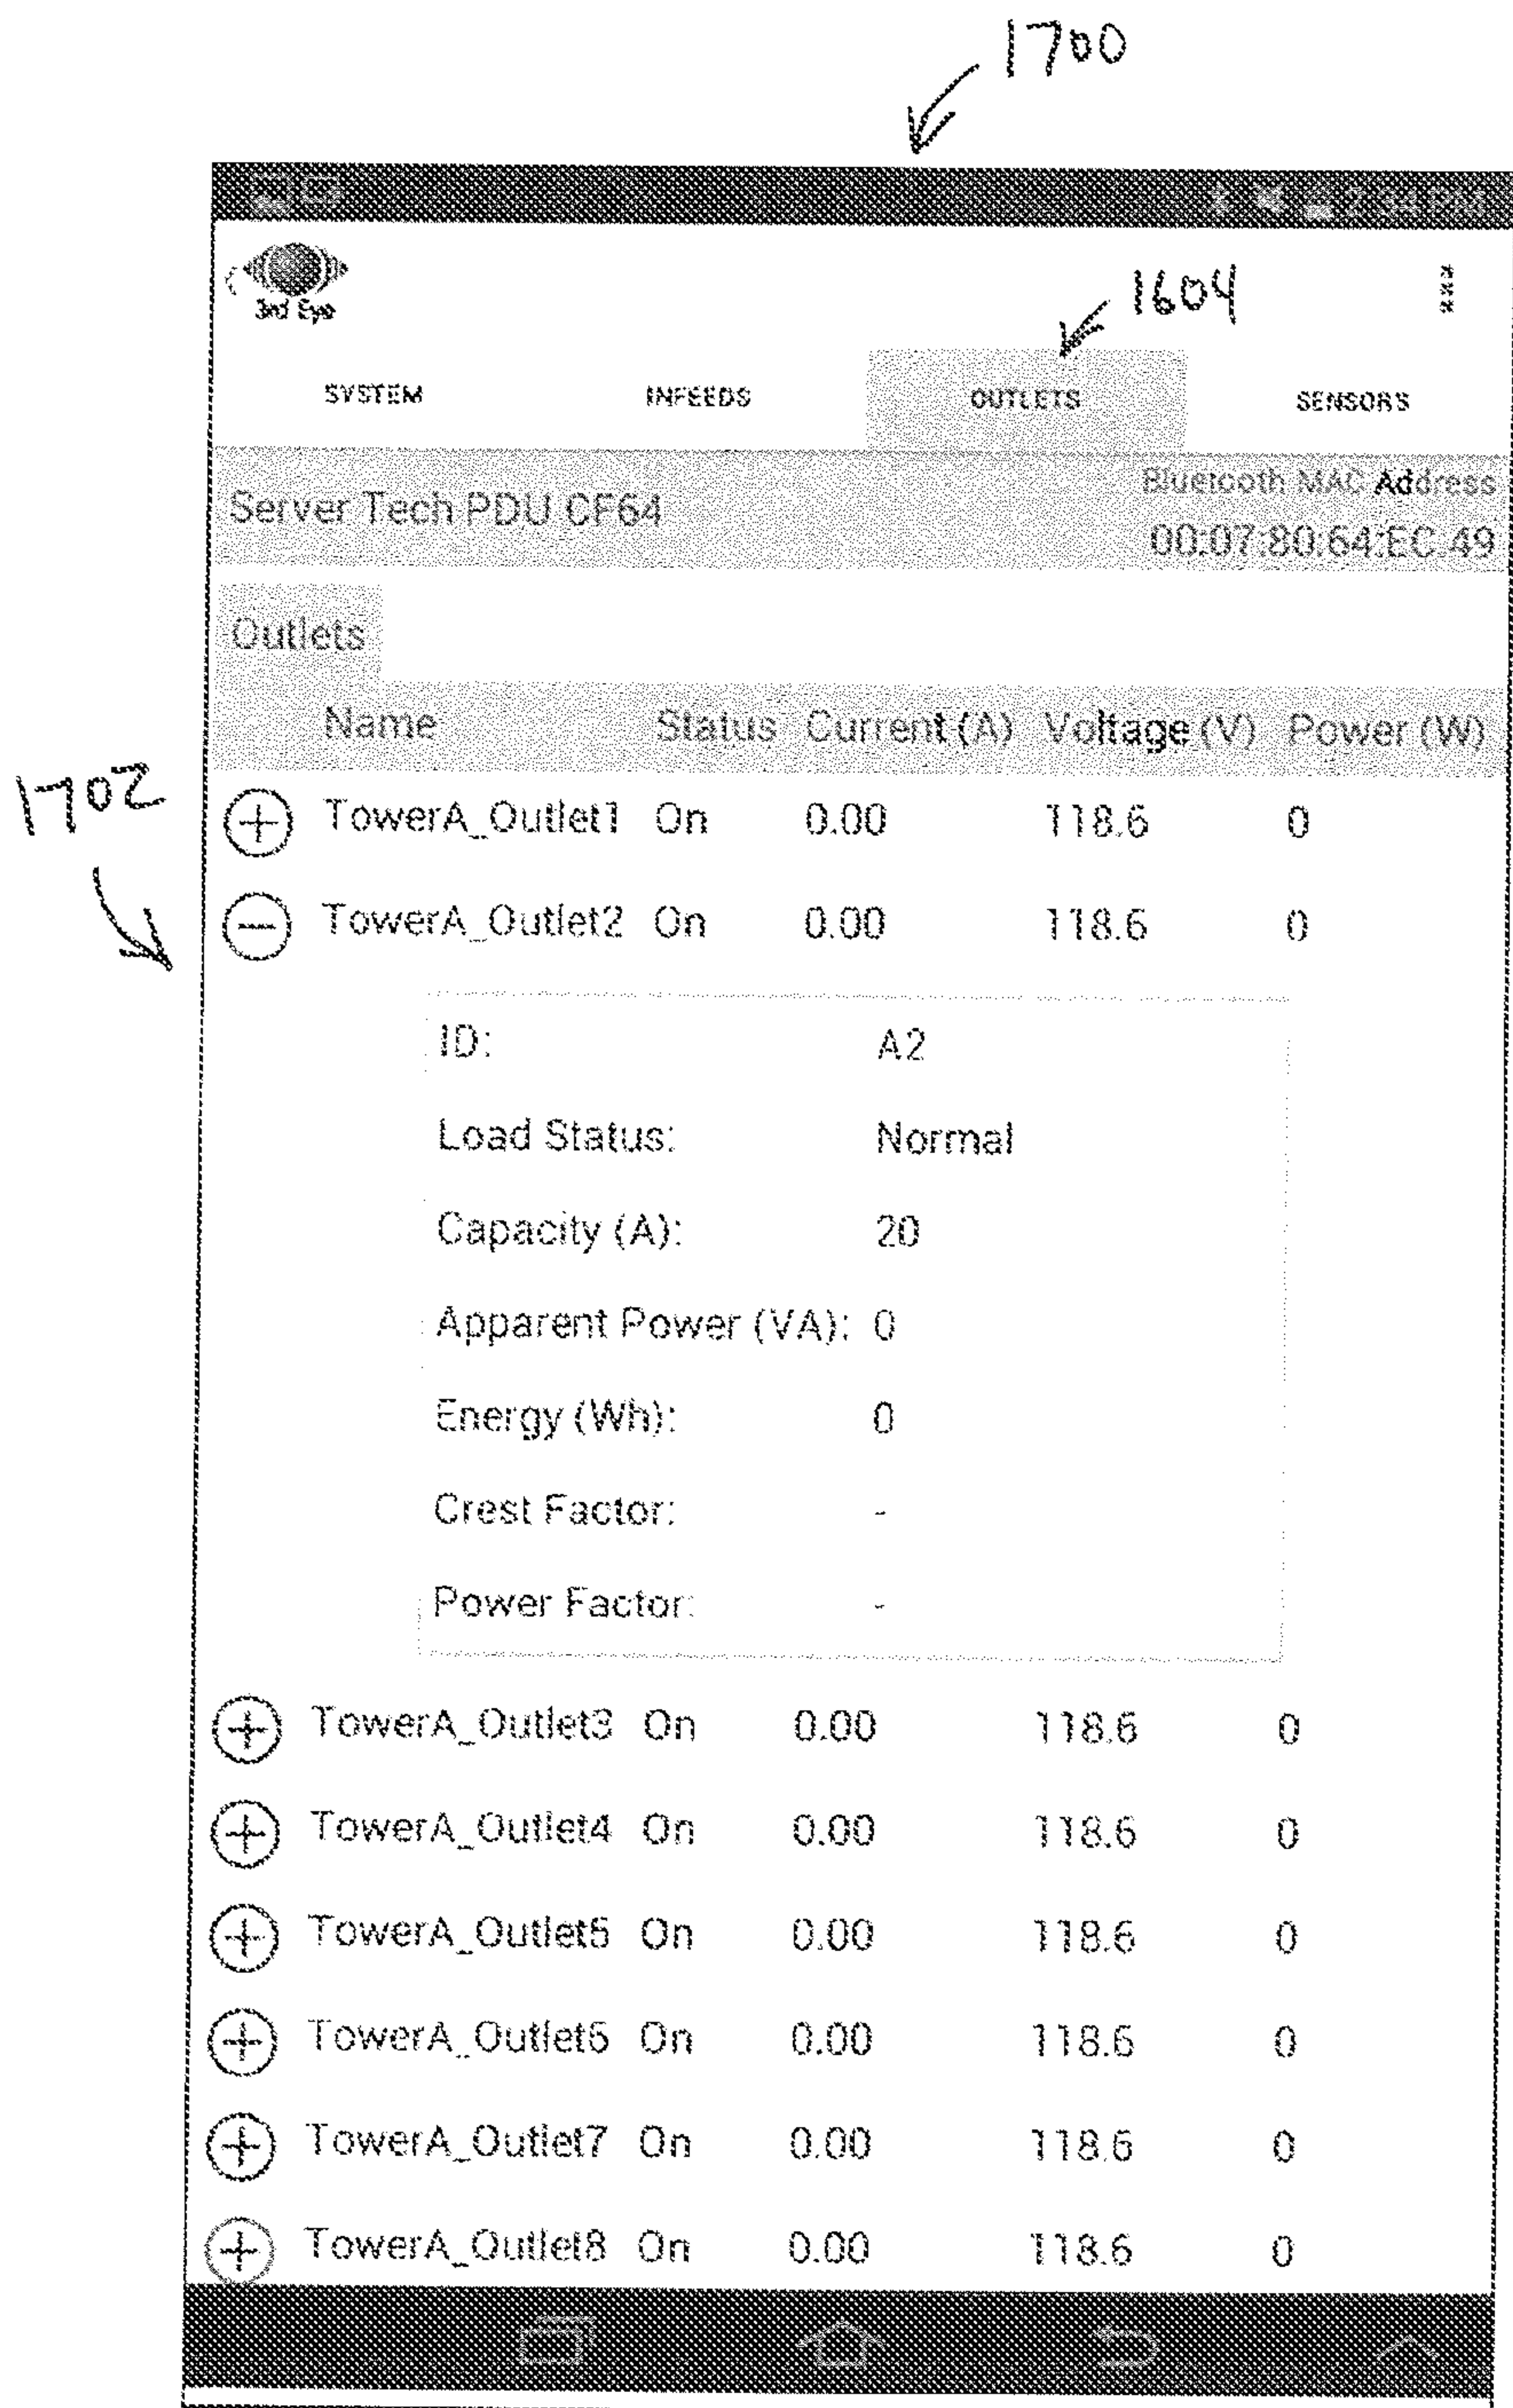 1700
2:34 PM
3rd Eye
1604
SYSTEM INFEEDS OUTLETS SENSORS
Server Tech PDU CF64
Bluetooth MAC Address
00:07:80:64:EC:49
Outlets
Name Status Current (A) Voltage (V) Power (W)
1702
TowerA_Outlet1 On 0.00 118.6 0
TowerA_Outlet2 On 0.00 118.6 0
ID: A2
Load Status: Normal
Capacity (A): 20
Apparent Power (VA): 0
Energy (Wh): 0
Crest Factor: -
Power Factor: -
TowerA_Outlet3 On 0.00 118.6 0
TowerA_Outlet4 On 0.00 118.6 0
TowerA_Outlet5 On 0.00 118.6 0
TowerA_Outlet6 On 0.00 118.6 0
TowerA_Outlet7 On 0.00 118.6 0
TowerA_Outlet8 On 0.00 118.6 0